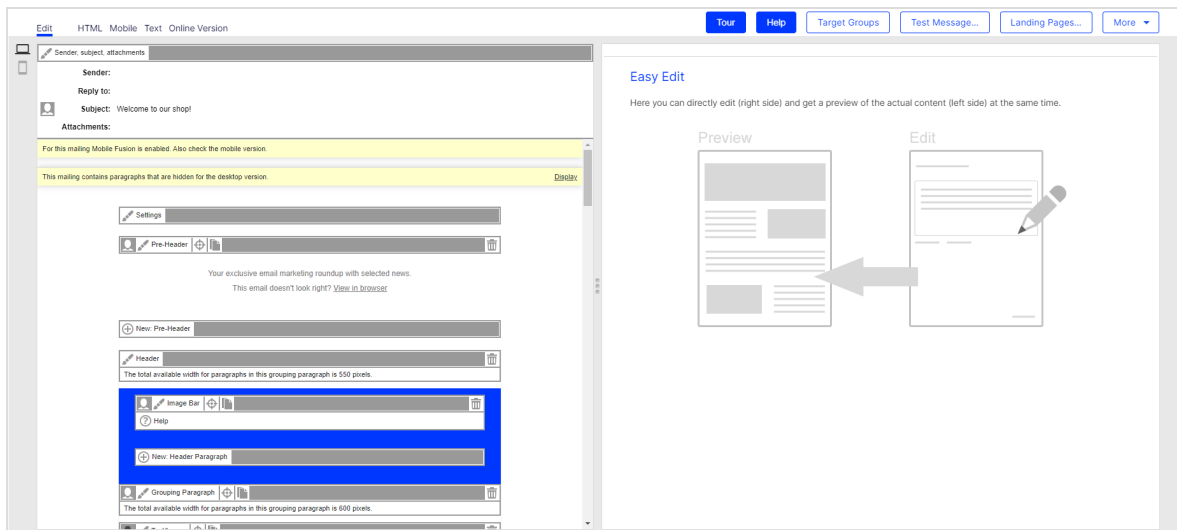 Edit HTML Mobile Text Online Version
Tour Help Target Groups Test Message... Landing Pages... More
Sender, subject, attachments
Sender:
Reply to:
Subject: Welcome to our shop!
Attachments:
For this mailing Mobile Fusion is enabled. Also check the mobile version.
This mailing contains paragraphs that are hidden for the desktop version. Display
Settings
Pre-Header
Your exclusive email marketing roundup with selected news.
This email doesn't look right? View in browser
New: Pre-Header
Header
The total available width for paragraphs in this grouping paragraph is 550 pixels.
Image Bar
Help
New: Header Paragraph
Grouping Paragraph
The total available width for paragraphs in this grouping paragraph is 600 pixels.
Easy Edit
Here you can directly edit (right side) and get a preview of the actual content (left side) at the same time.
Preview Edit